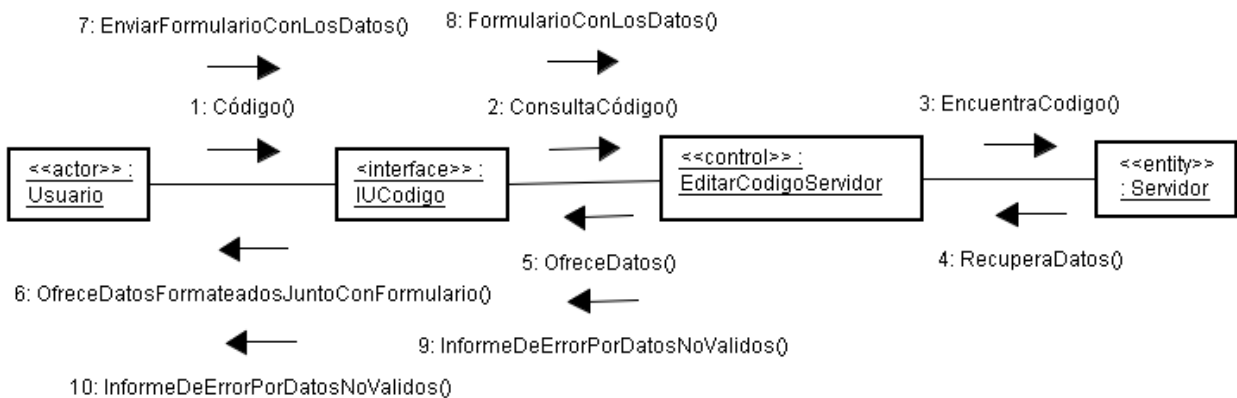 7: EnviarFormularioConLosDatos()
8: FormularioConLosDatos()
1: Código()
2: ConsultaCódigo()
3: EncuentraCodigo()
<<actor>> :
Usuario
<interface>> :
IUCodigo
<<control>> :
EditarCodigoServidor
<<entity>>
: Servidor
5: OfreceDatos()
4: RecuperaDatos()
6: OfreceDatosFormateadosJuntoConFormulario()
9: InformeDeErrorPorDatosNoValidos()
10: InformeDeErrorPorDatosNoValidos()